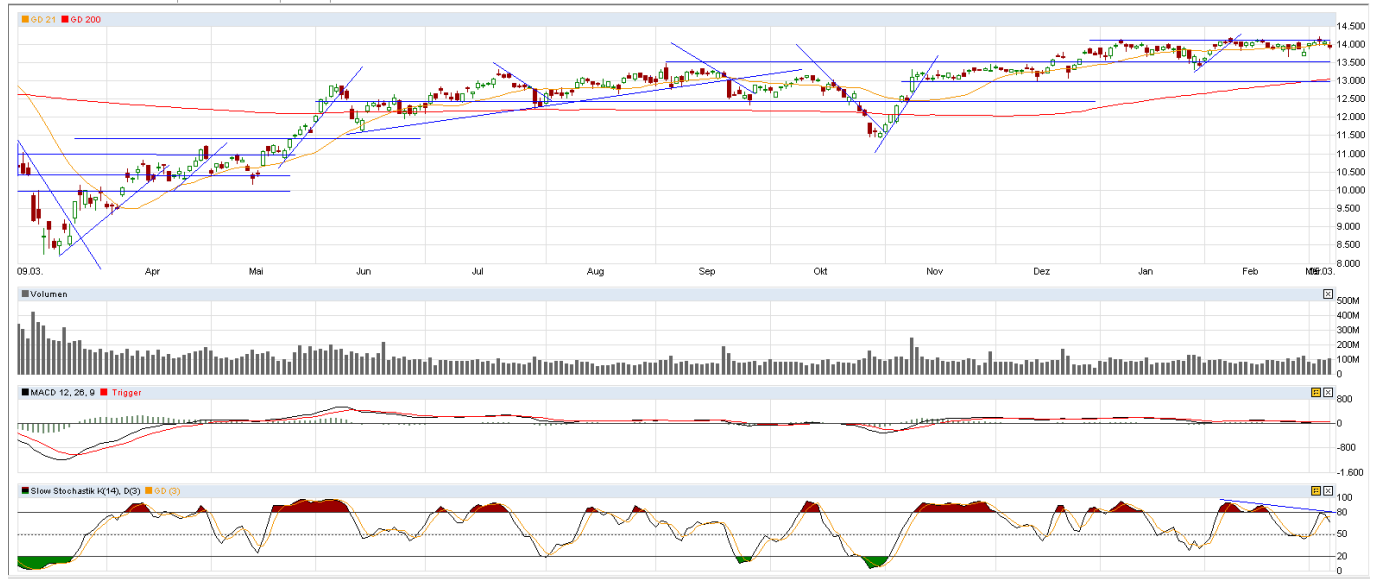 GD 21 GD 200
14.500
14.000
13.500
13.000
12.500
12.000
11.500
11.000
10.500
10.000
9.500
9.000
8.500
8.000
09.03. Apr Mai Jun Jul Aug Sep Okt Nov Dez Jan Feb
Volumen
500M
400M
300M
200M
100M
0
MACD 12, 26, 9 Trigger
800
0
-800
-1.600
Slow Stochastik K(14), D(3) GD (3)
100
80
50
20
0